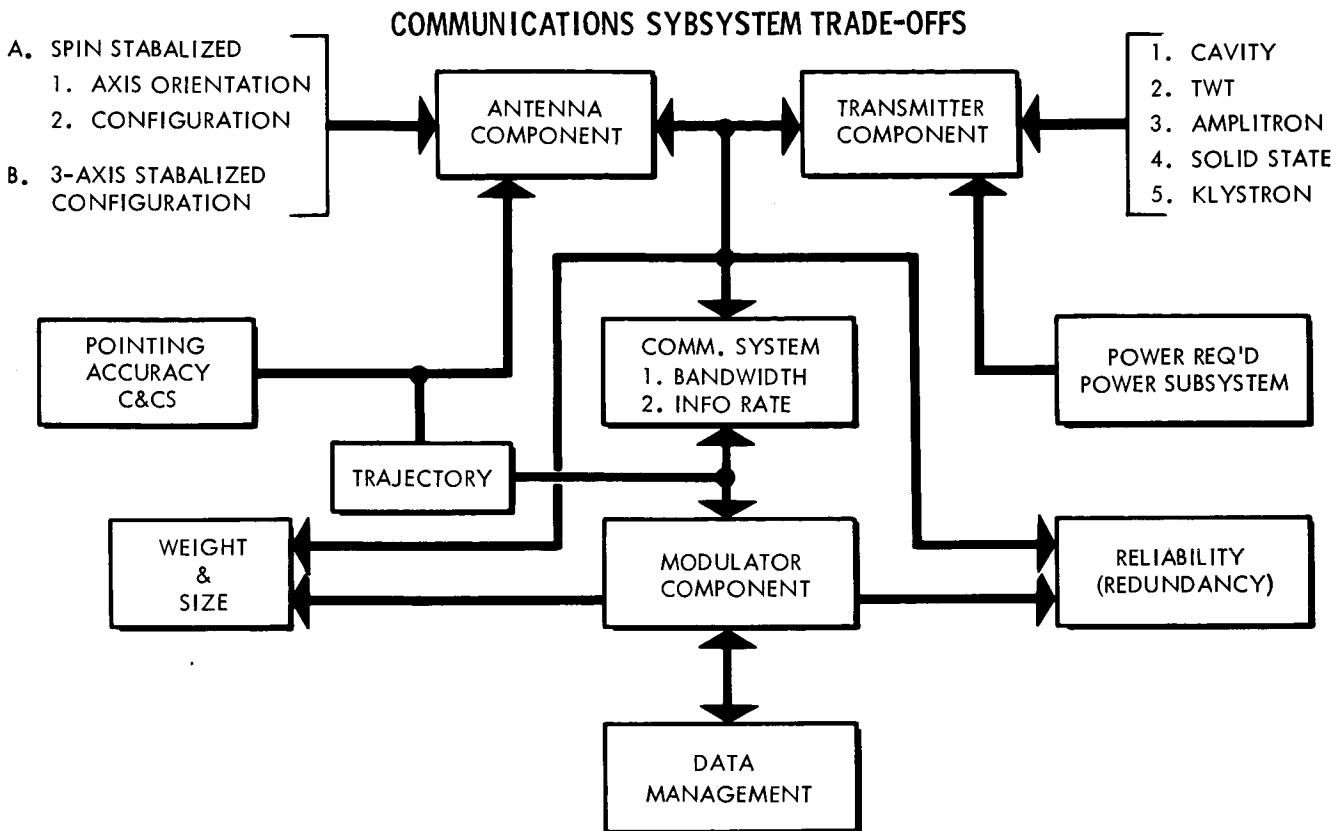 COMMUNICATIONS SYBSYSTEM TRADE-OFFS
A. SPIN STABALIZED
1. AXIS ORIENTATION
2. CONFIGURATION
B. 3-AXIS STABALIZED
CONFIGURATION
ANTENNA
COMPONENT
TRANSMITTER
COMPONENT
1. CAVITY
2. TWT
3. AMPLITRON
4. SOLID STATE
5. KLYSTRON
POINTING
ACCURACY
C&CS
COMM. SYSTEM
1. BANDWIDTH
2. INFO RATE
POWER REQ'D
POWER SUBSYSTEM
TRAJECTORY
WEIGHT
&
SIZE
MODULATOR
COMPONENT
RELIABILITY
(REDUNDANCY)
DATA
MANAGEMENT